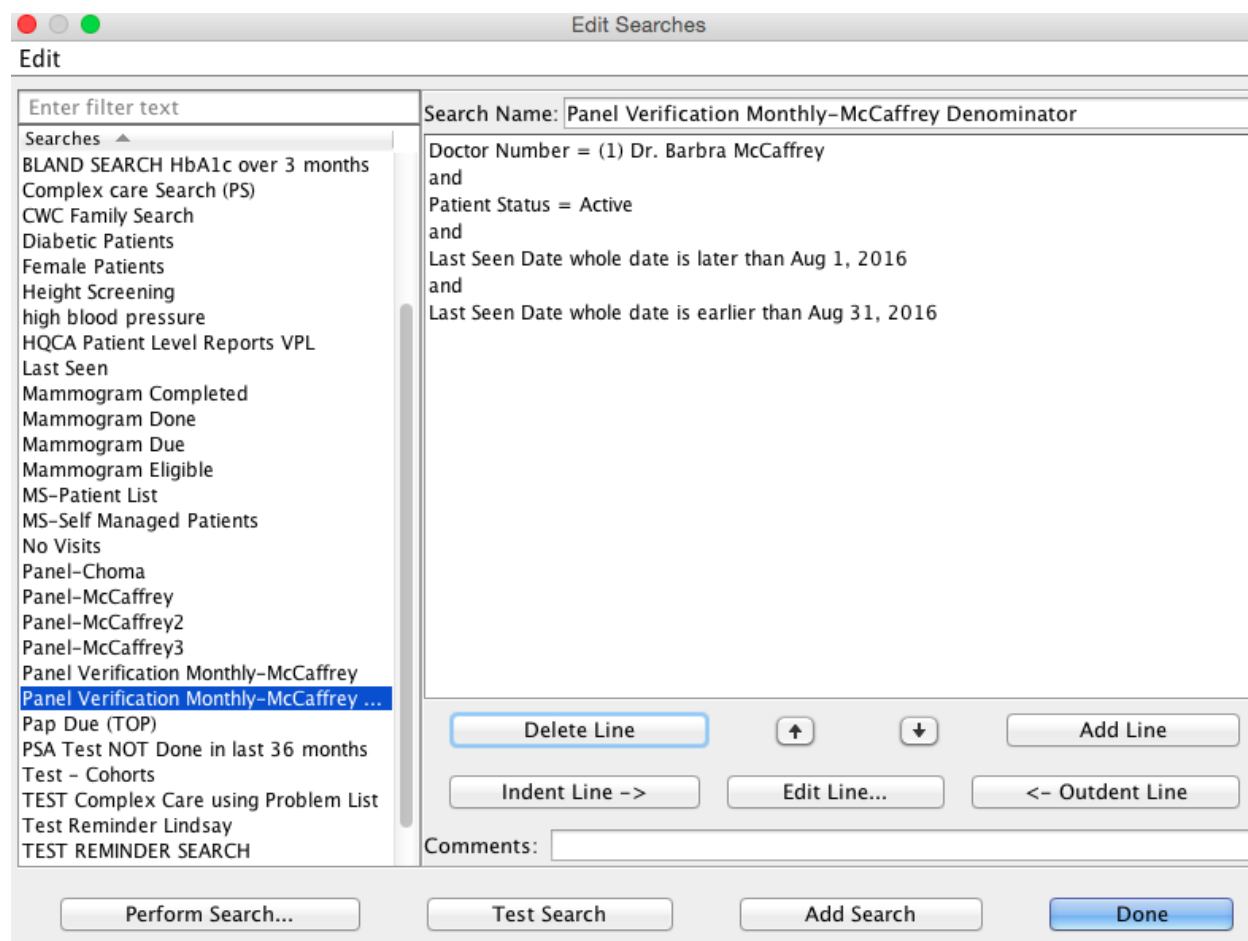 Edit Searches
Edit
Enter filter text
Searches
BLAND SEARCH HbA1c over 3 months
Complex care Search (PS)
CWC Family Search
Diabetic Patients
Female Patients
Height Screening
high blood pressure
HQCA Patient Level Reports VPL
Last Seen
Mammogram Completed
Mammogram Done
Mammogram Due
Mammogram Eligible
MS-Patient List
MS-Self Managed Patients
No Visits
Panel-Choma
Panel-McCaffrey
Panel-McCaffrey2
Panel-McCaffrey3
Panel Verification Monthly-McCaffrey
Panel Verification Monthly-McCaffrey ...
Pap Due (TOP)
PSA Test NOT Done in last 36 months
Test - Cohorts
TEST Complex Care using Problem List
Test Reminder Lindsay
TEST REMINDER SEARCH
Search Name: Panel Verification Monthly-McCaffrey Denominator
Doctor Number = (1) Dr. Barbra McCaffrey
and
Patient Status = Active
and
Last Seen Date whole date is later than Aug 1, 2016
and
Last Seen Date whole date is earlier than Aug 31, 2016
Delete Line
Add Line
Indent Line ->
Edit Line...
<- Outdent Line
Comments:
Perform Search...
Test Search
Add Search
Done